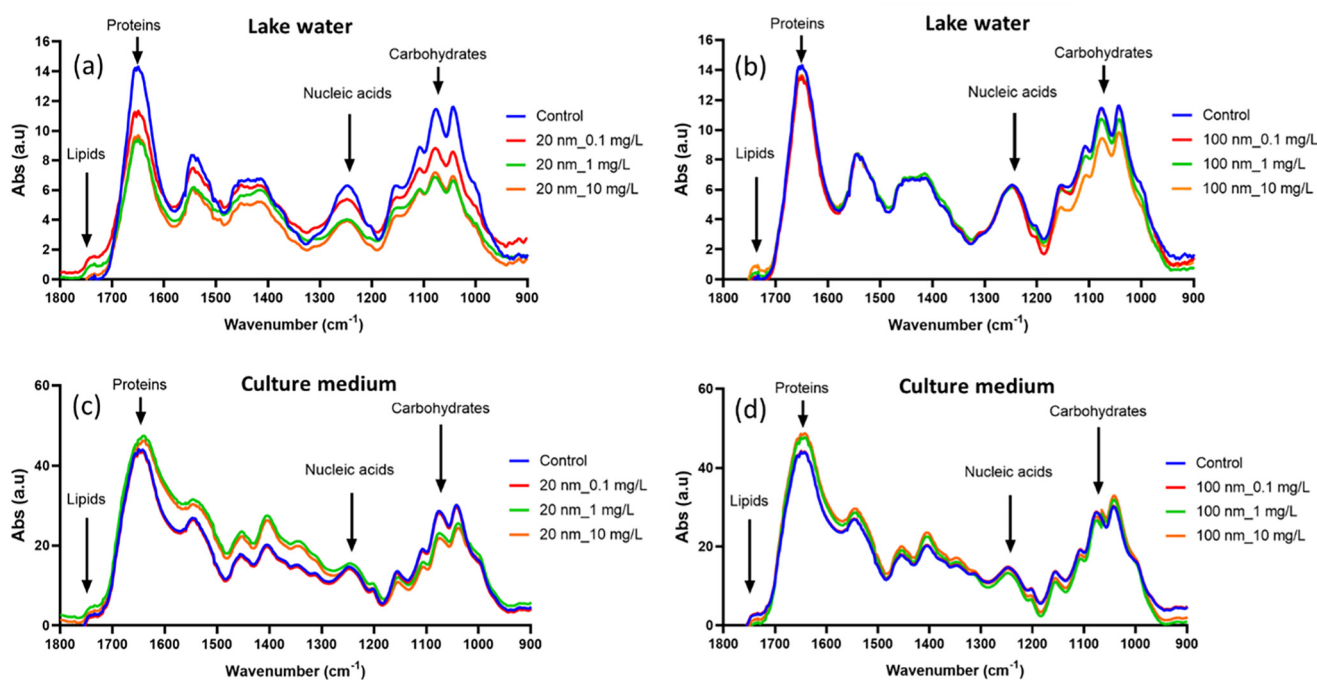 Lake water
(a)
Proteins
Lipids
Nucleic acids
Carbohydrates
Abs (a.u)
16
14
12
10
8
6
4
2
0
1800 1700 1600 1500 1400 1300 1200 1100 1000 900
Wavenumber (cm-1)
Control
20 nm_0.1 mg/L
20 nm_1 mg/L
20 nm_10 mg/L
Lake water
(b)
Proteins
Lipids
Nucleic acids
Carbohydrates
Abs (a.u)
16
14
12
10
8
6
4
2
0
1800 1700 1600 1500 1400 1300 1200 1100 1000 900
Wavenumber (cm-1)
Control
100 nm_0.1 mg/L
100 nm_1 mg/L
100 nm_10 mg/L
Culture medium
(c)
Proteins
Lipids
Nucleic acids
Carbohydrates
Abs (a.u)
60
40
20
0
1800 1700 1600 1500 1400 1300 1200 1100 1000 900
Wavenumber (cm-1)
Control
20 nm_0.1 mg/L
20 nm_1 mg/L
20 nm_10 mg/L
Culture medium
(d)
Proteins
Lipids
Nucleic acids
Carbohydrates
Abs (a.u)
60
40
20
0
1800 1700 1600 1500 1400 1300 1200 1100 1000 900
Wavenumber (cm-1)
Control
100 nm_0.1 mg/L
100 nm_1 mg/L
100 nm_10 mg/L